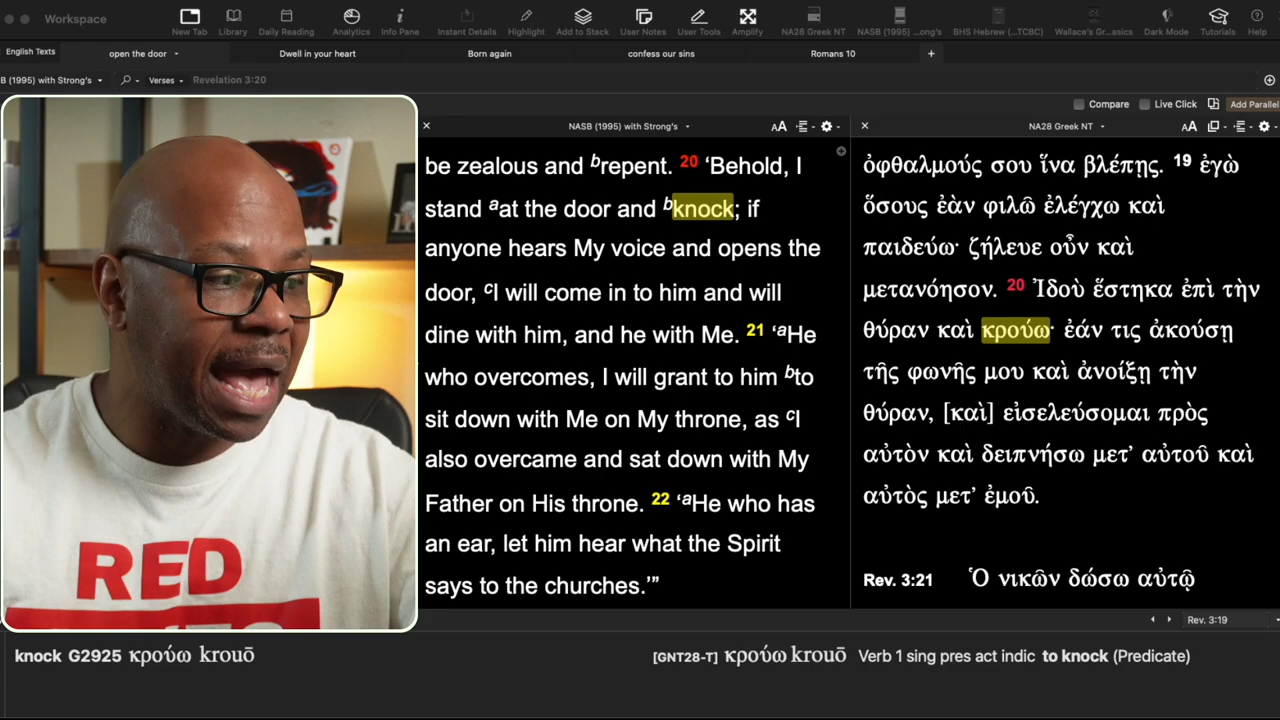 Workspace
New Tab Library Daily Reading Analytics Info Pane Instant Details Highlight Add to Stack User Notes User Tools Amplify NA28 Greek NT NASB (1995) ...ong's BHS Hebrew (...TCBC) Wallace's Gr...asics Dark Mode Tutorials Help
English Texts open the door Dwell in your heart Born again confess our sins Romans 10 +
B (1995) with Strong's Verses Revelation 3:20
Compare Live Click Add Parallel
NASB (1995) with Strong's
be zealous and brepent. 20 ‘Behold, I
stand aat the door and bknock; if
anyone hears My voice and opens the
door, cI will come in to him and will
dine with him, and he with Me. 21 ‘aHe
who overcomes, I will grant to him bto
sit down with Me on My throne, as cI
also overcame and sat down with My
Father on His throne. 22 ‘aHe who has
an ear, let him hear what the Spirit
says to the churches.’”
NA28 Greek NT
ὀφθαλμούς σου ἵνα βλέπῃς. 19 ἐγὼ
ὅσους ἐὰν φιλῶ ἐλέγχω καὶ
παιδεύω· ζήλευε οὖν καὶ
μετανόησον. 20 Ἰδοὺ ἕστηκα ἐπὶ τὴν
θύραν καὶ κρούω· ἐάν τις ἀκούσῃ
τῆς φωνῆς μου καὶ ἀνοίξῃ τὴν
θύραν, [καὶ] εἰσελεύσομαι πρὸς
αὐτὸν καὶ δειπνήσω μετ’ αὐτοῦ καὶ
αὐτὸς μετ’ ἐμοῦ.
Rev. 3:21 Ὁ νικῶν δώσω αὐτῷ
Rev. 3:19
RED
knock G2925 κρούω krouō
[GNT28-T] κρούω krouō Verb 1 sing pres act indic to knock (Predicate)